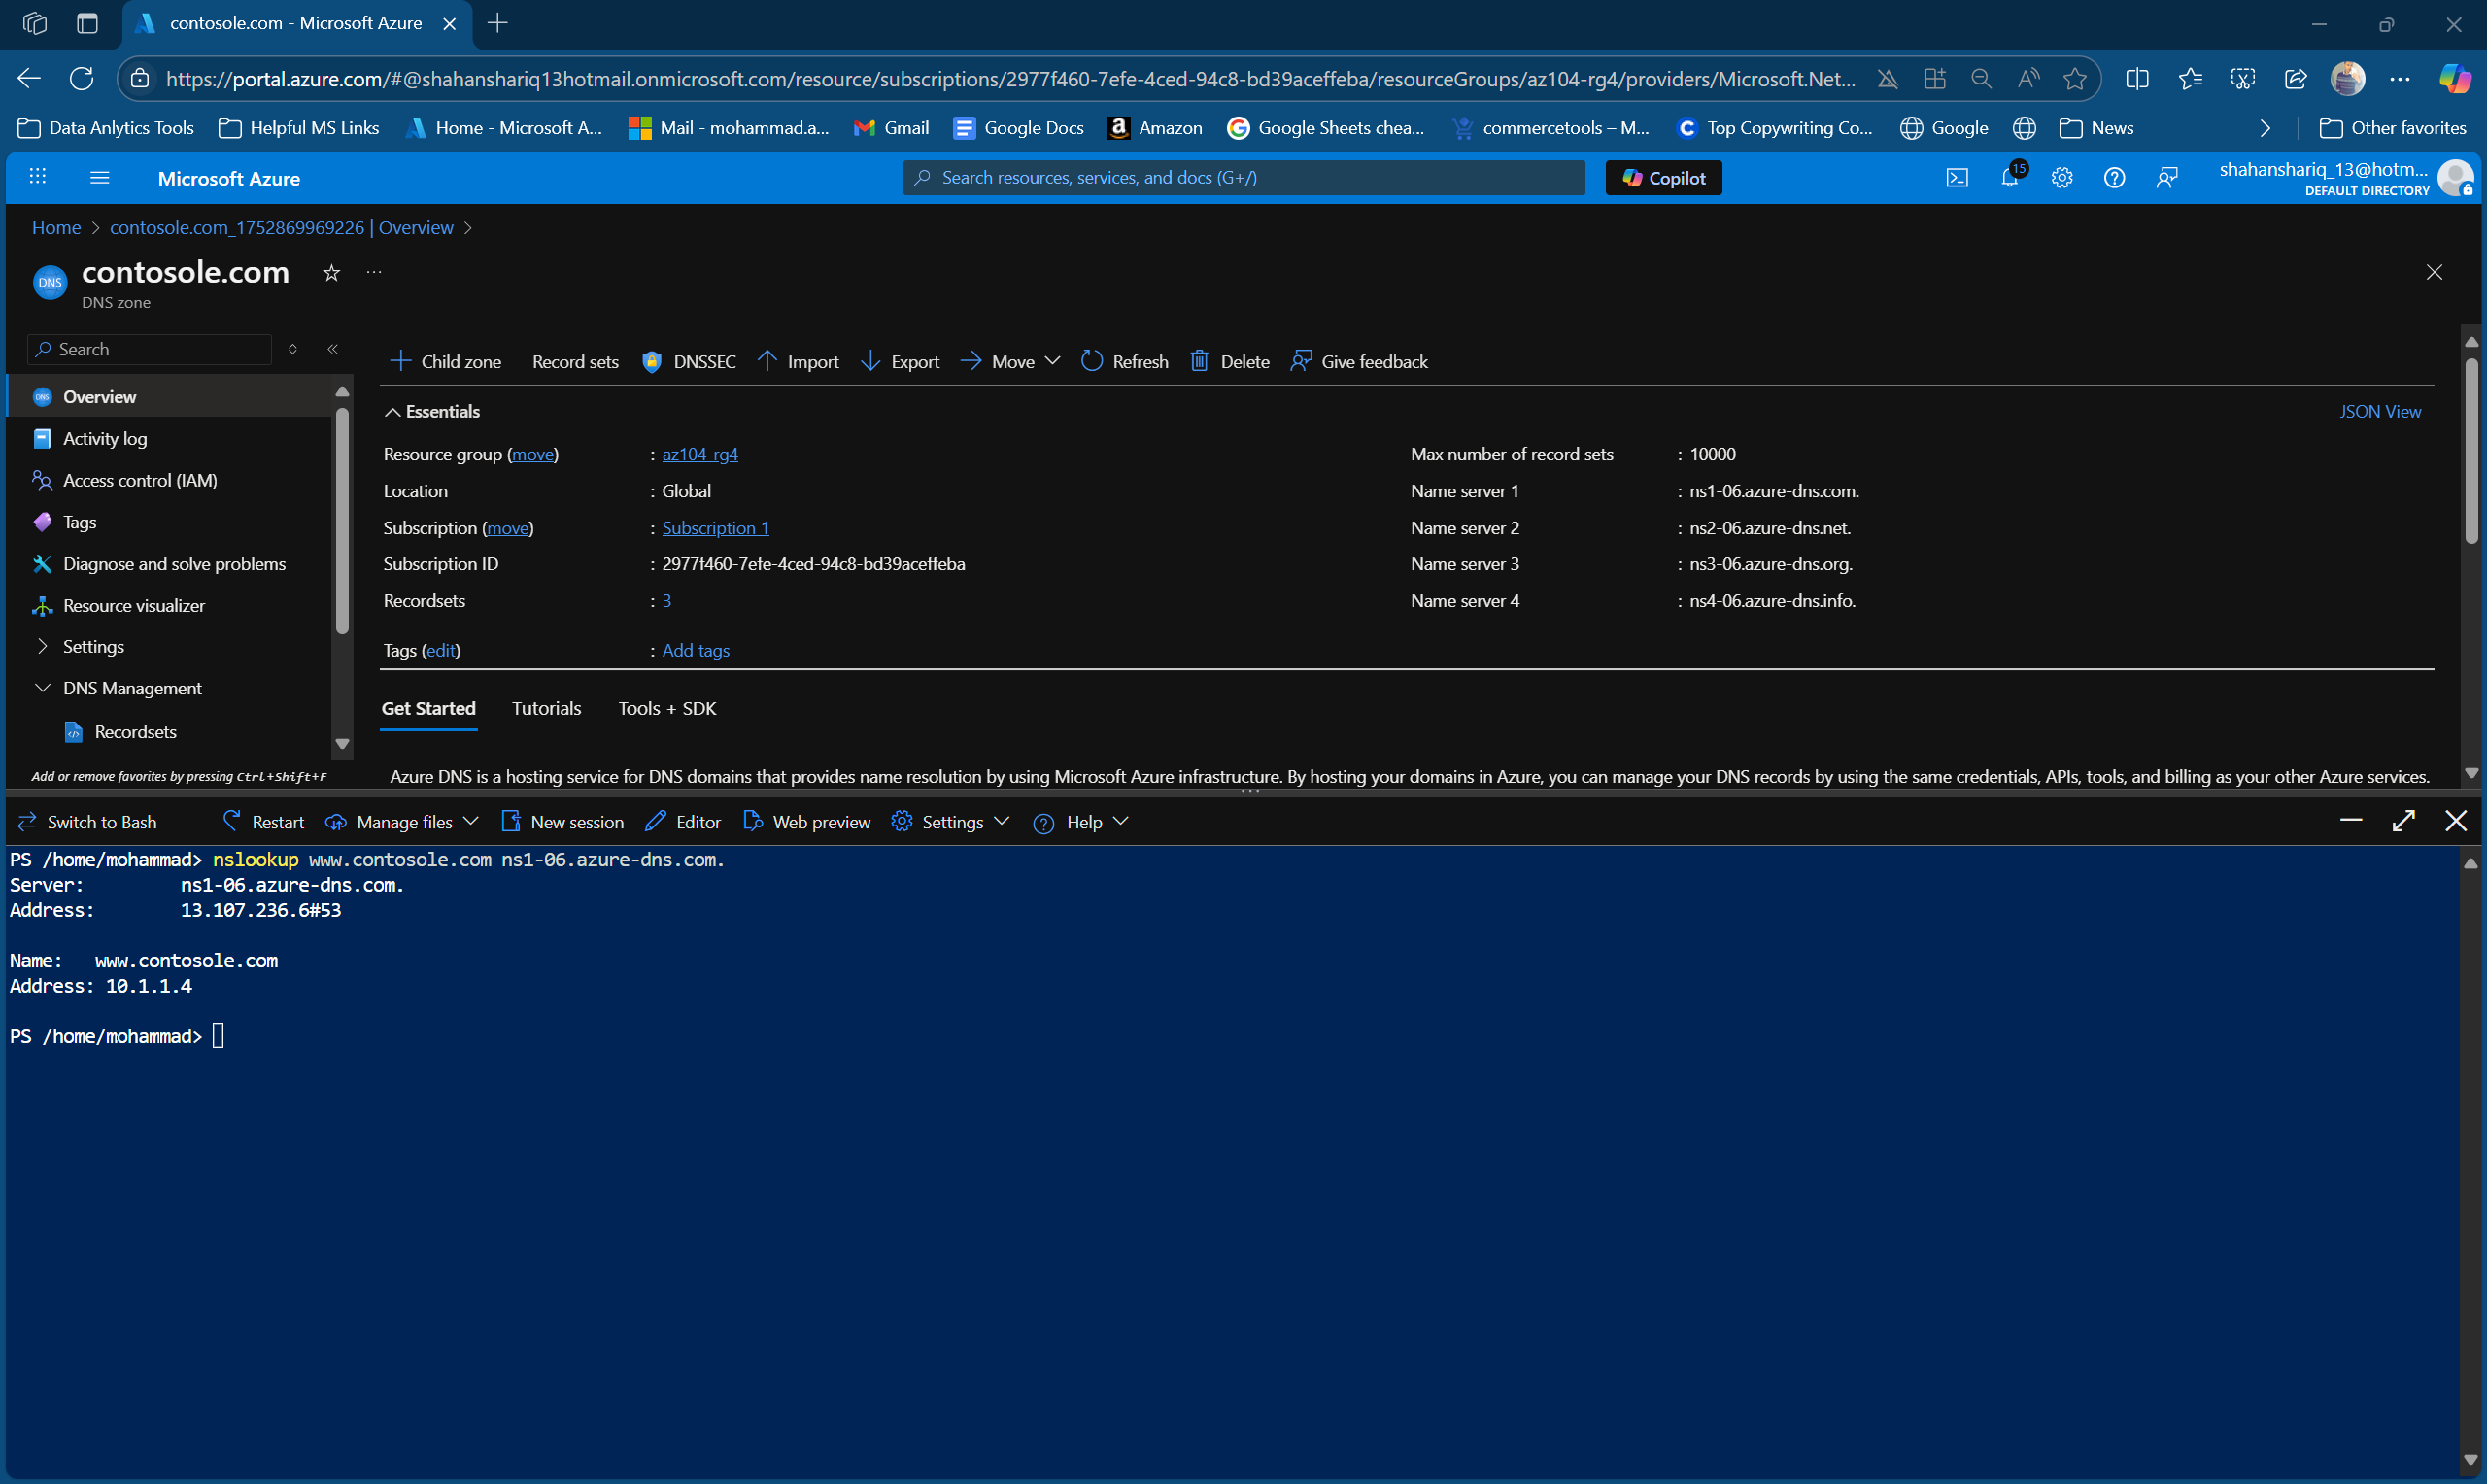 contosole.com - Microsoft Azure
https://portal.azure.com/#@shahanshariq13hotmail.onmicrosoft.com/resource/subscriptions/2977f460-7efe-4ced-94c8-bd39aceffeba/resourceGroups/az104-rg4/providers/Microsoft.Net...
Data Anlytics Tools Helpful MS Links Home - Microsoft A... Mail - mohammad.a... Gmail Google Docs Amazon Google Sheets chea... commercetools – M... Top Copywriting Co... Google News Other favorites
Microsoft Azure Search resources, services, and docs (G+/) Copilot 15 shahanshariq_13@hotm...
DEFAULT DIRECTORY
Home > contosole.com_1752869969226 | Overview >
DNS contosole.com ...
DNS zone
Search
Child zone Record sets DNSSEC Import Export Move Refresh Delete Give feedback
Overview
Activity log
Access control (IAM)
Tags
Diagnose and solve problems
Resource visualizer
Settings
DNS Management
Recordsets
Add or remove favorites by pressing Ctrl+Shift+F
Essentials JSON View
Resource group (move) : az104-rg4
Location : Global
Subscription (move) : Subscription 1
Subscription ID : 2977f460-7efe-4ced-94c8-bd39aceffeba
Recordsets : 3
Max number of record sets : 10000
Name server 1 : ns1-06.azure-dns.com.
Name server 2 : ns2-06.azure-dns.net.
Name server 3 : ns3-06.azure-dns.org.
Name server 4 : ns4-06.azure-dns.info.
Tags (edit) : Add tags
Get Started Tutorials Tools + SDK
Azure DNS is a hosting service for DNS domains that provides name resolution by using Microsoft Azure infrastructure. By hosting your domains in Azure, you can manage your DNS records by using the same credentials, APIs, tools, and billing as your other Azure services.
Switch to Bash Restart Manage files New session Editor Web preview Settings Help
PS /home/mohammad> nslookup www.contosole.com ns1-06.azure-dns.com.
Server: ns1-06.azure-dns.com.
Address: 13.107.236.6#53
Name: www.contosole.com
Address: 10.1.1.4
PS /home/mohammad>